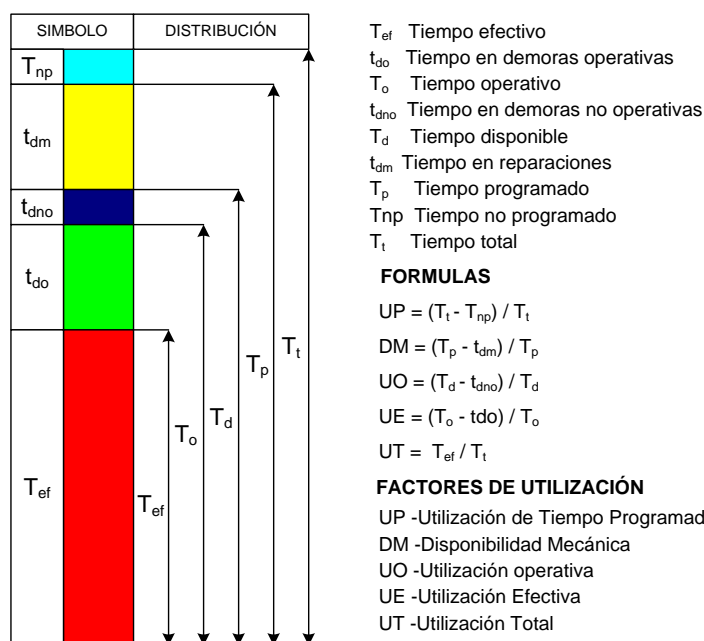 SIMBOLO DISTRIBUCIÓN
Tnp
tdm
tdno
tdo
Tef
Tef
To
Td
Tp
Tt
Tef Tiempo efectivo
tdo Tiempo en demoras operativas
To Tiempo operativo
tdno Tiempo en demoras no operativas
Td Tiempo disponible
tdm Tiempo en reparaciones
Tp Tiempo programado
Tnp Tiempo no programado
Tt Tiempo total
FORMULAS
UP = (Tt - Tnp) / Tt
DM = (Tp - tdm) / Tp
UO = (Td - tdno) / Td
UE = (To - tdo) / To
UT = Tef / Tt
FACTORES DE UTILIZACIÓN
UP -Utilización de Tiempo Programad
DM -Disponibilidad Mecánica
UO -Utilización operativa
UE -Utilización Efectiva
UT -Utilización Total